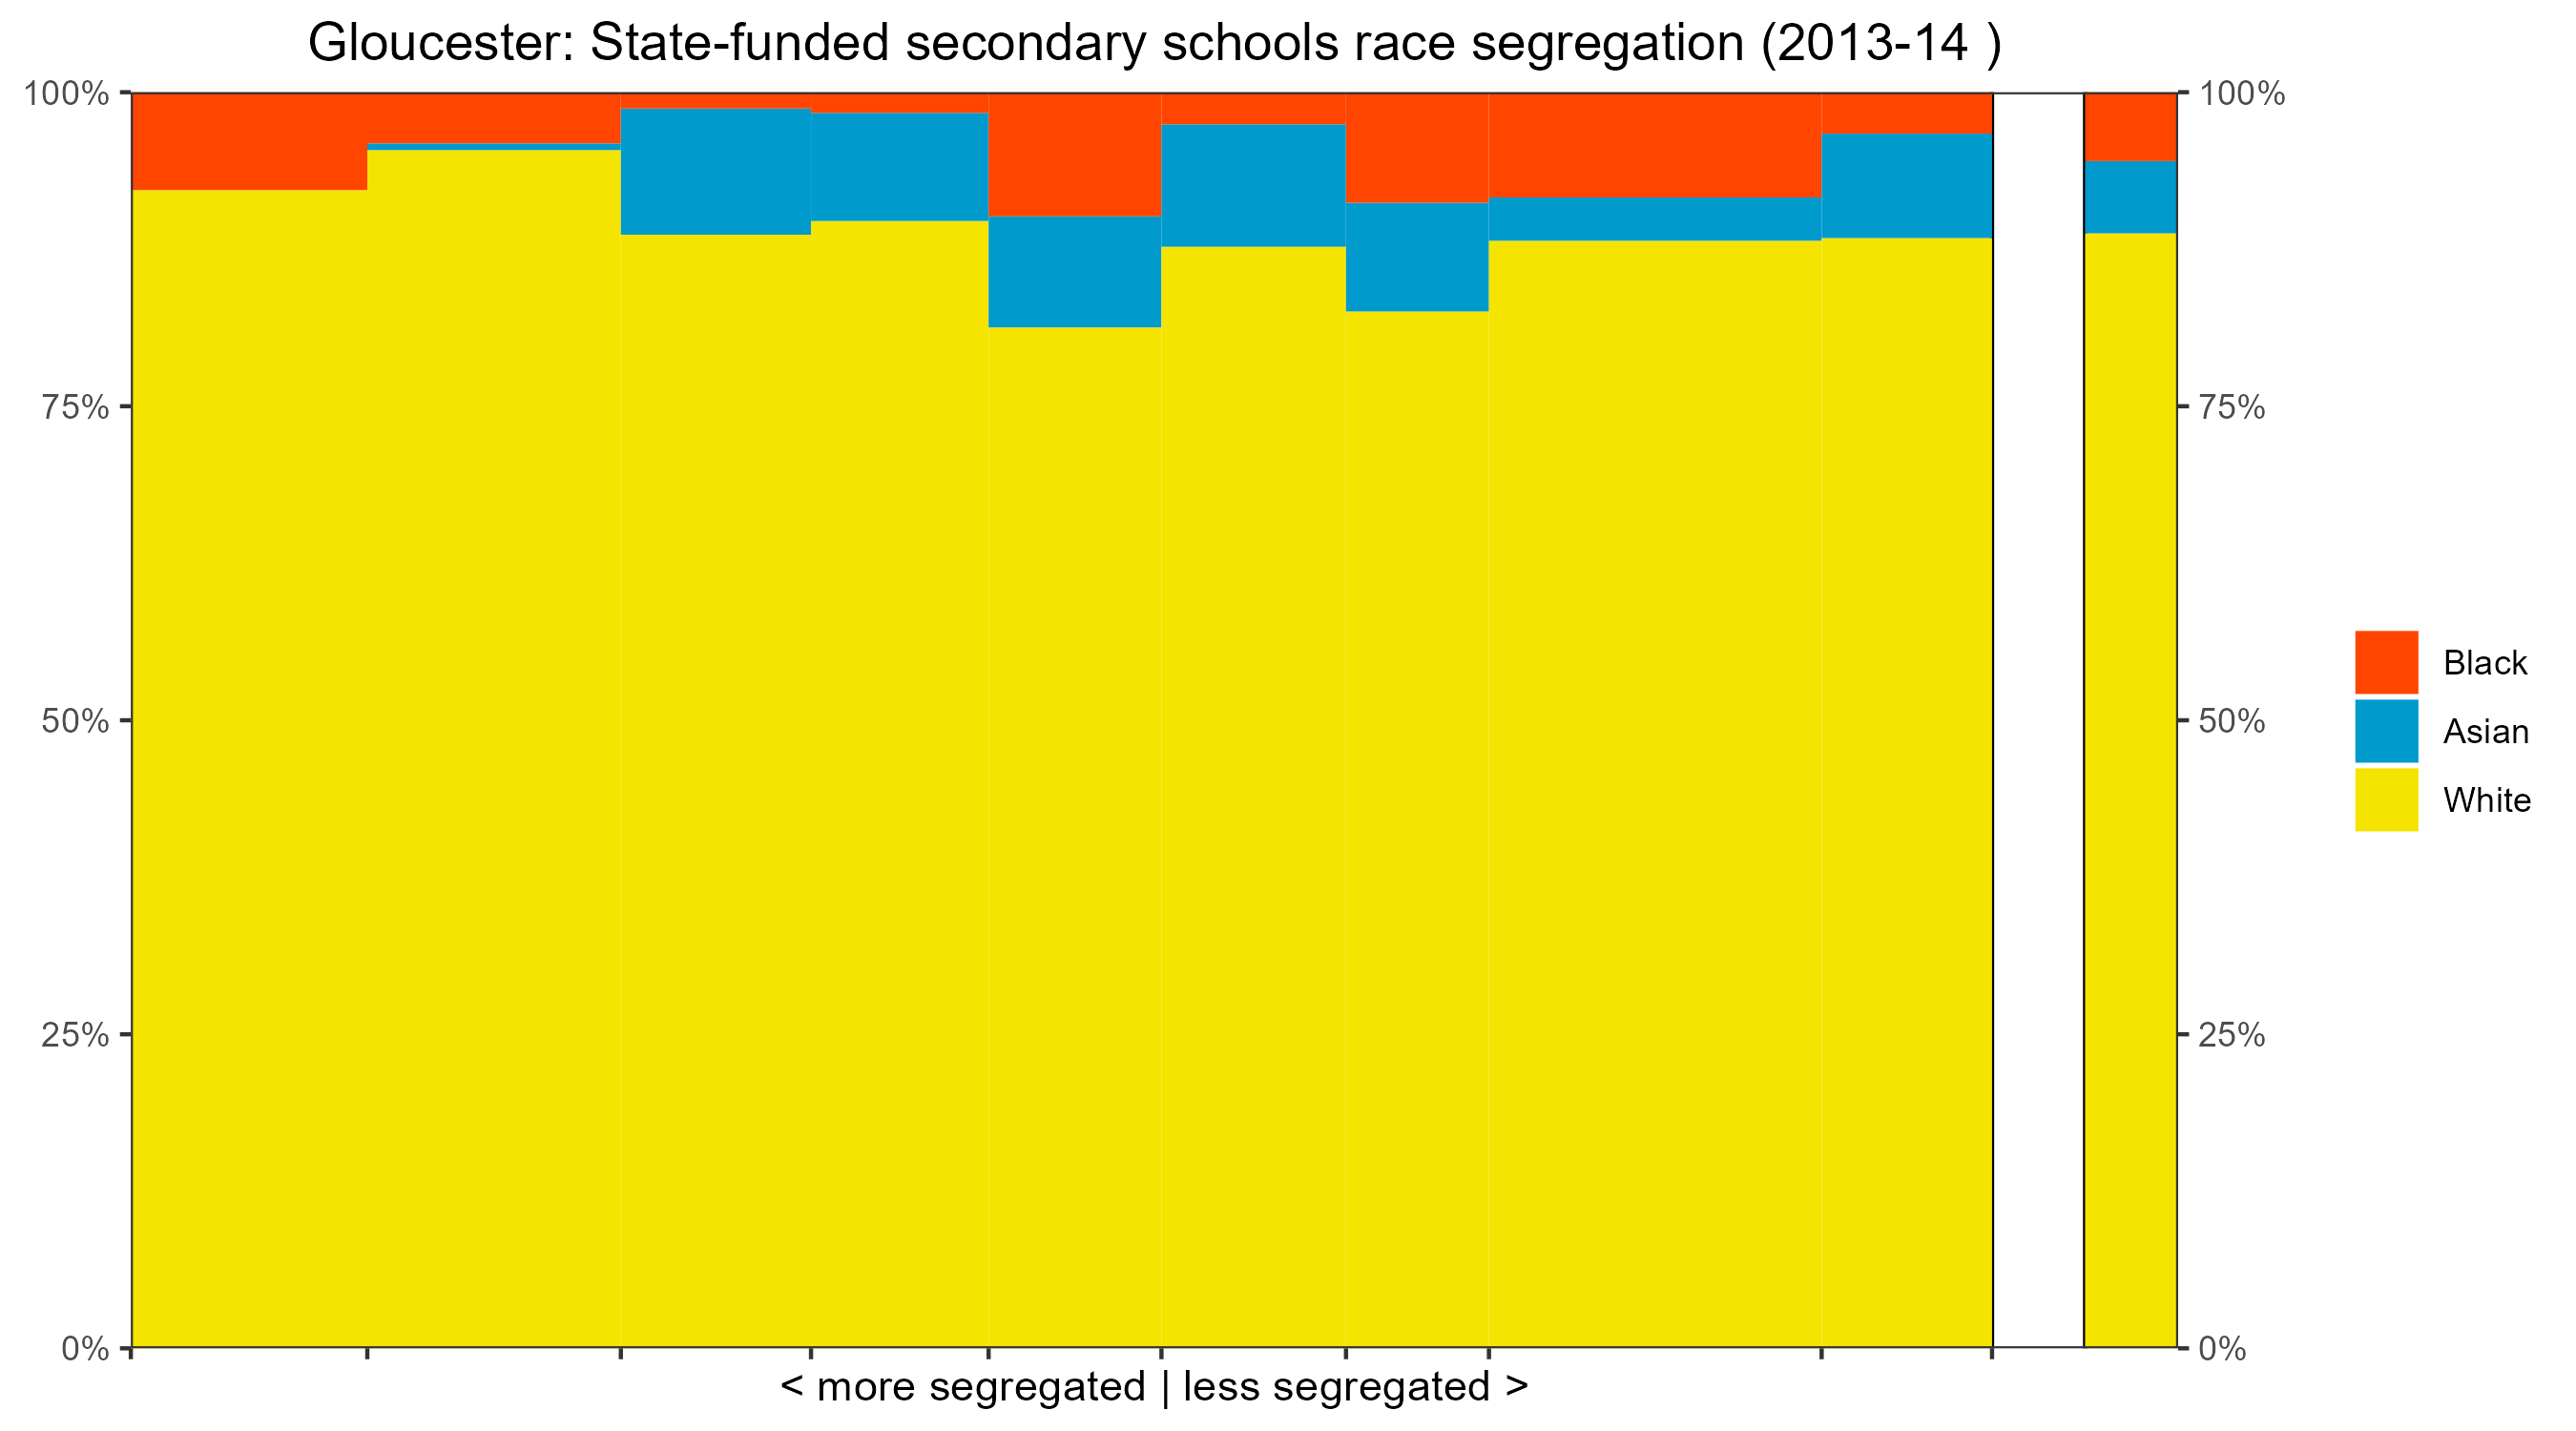 Gloucester: State-funded secondary schools race segregation (2013-14 )
100%
75%
50%
25%
0%
100%
75%
50%
25%
0%
Black
Asian
White
< more segregated | less segregated >